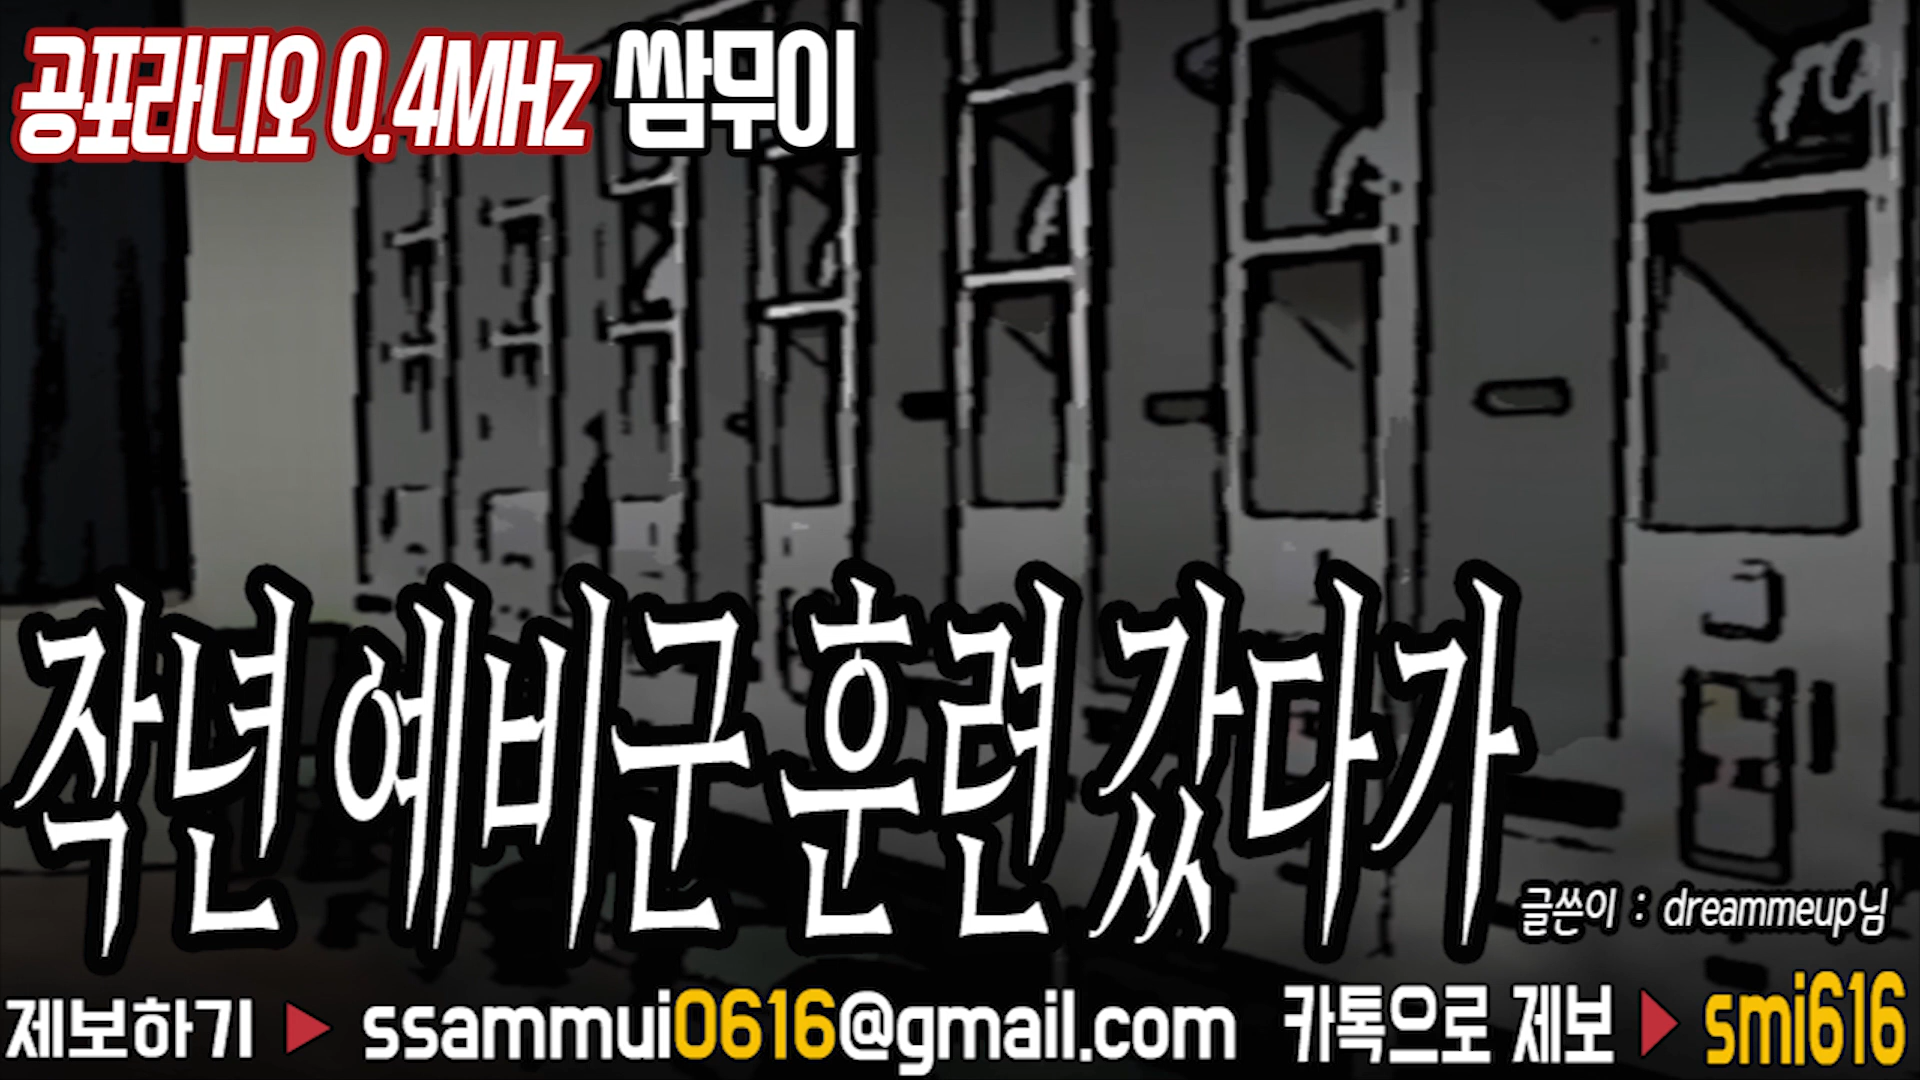 공포라디오 0.4MHz 쌈무이
작년 예비군 훈련 갔다가
글쓴이 : dreammeup님
제보하기 ▶ ssammui0616@gmail.com 카톡으로 제보 ▶ smi616